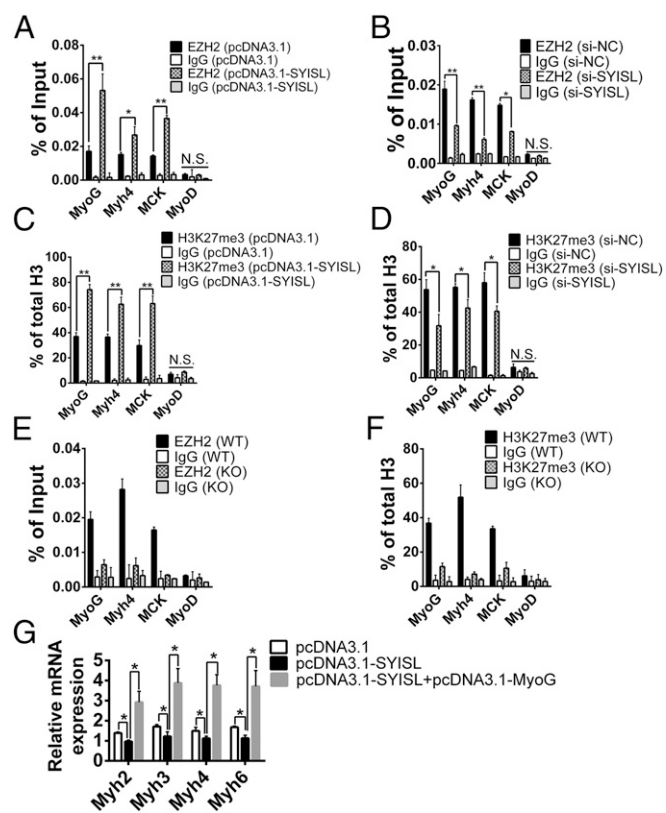 A
EZH2 (pcDNA3.1)
IgG (pcDNA3.1)
EZH2 (pcDNA3.1-SYISL)
IgG (pcDNA3.1-SYISL)
% of Input
0.08
0.06
0.04
0.02
0.00
**
*
**
N.S.
MyoG
Myh4
MCK
MyoD
B
EZH2 (si-NC)
IgG (si-NC)
EZH2 (si-SYISL)
IgG (si-SYISL)
% of Input
0.03
0.02
0.01
0.00
**
**
*
N.S.
MyoG
Myh4
MCK
MyoD
C
H3K27me3 (pcDNA3.1)
IgG (pcDNA3.1)
H3K27me3 (pcDNA3.1-SYISL)
IgG (pcDNA3.1-SYISL)
% of total H3
100
80
60
40
20
0
**
**
**
N.S.
MyoG
Myh4
MCK
MyoD
D
H3K27me3 (si-NC)
IgG (si-NC)
H3K27me3 (si-SYISL)
IgG (si-SYISL)
% of total H3
80
60
40
20
0
*
*
*
N.S.
MyoG
Myh4
MCK
MyoD
E
EZH2 (WT)
IgG (WT)
EZH2 (KO)
IgG (KO)
% of Input
0.04
0.03
0.02
0.01
0.00
MyoG
Myh4
MCK
MyoD
F
H3K27me3 (WT)
IgG (WT)
H3K27me3 (KO)
IgG (KO)
% of total H3
80
60
40
20
0
MyoG
Myh4
MCK
MyoD
G
pcDNA3.1
pcDNA3.1-SYISL
pcDNA3.1-SYISL+pcDNA3.1-MyoG
Relative mRNA
expression
5
4
3
2
1
0
*
*
*
*
*
*
*
*
Myh2
Myh3
Myh4
Myh6